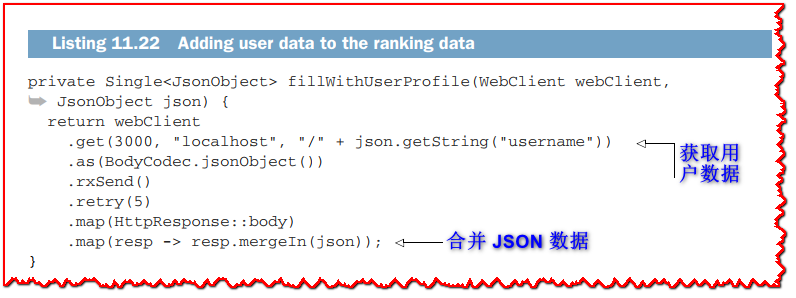 Listing 11.22 Adding user data to the ranking data
private Single<JsonObject> fillWithUserProfile(WebClient webClient,
➥ JsonObject json) {
  return webClient
    .get(3000, "localhost", "/" + json.getString("username"))
    .as(BodyCodec.jsonObject())
    .rxSend()
    .retry(5)
    .map(HttpResponse::body)
    .map(resp -> resp.mergeIn(json));
}
获取用
户数据
合并 JSON 数据